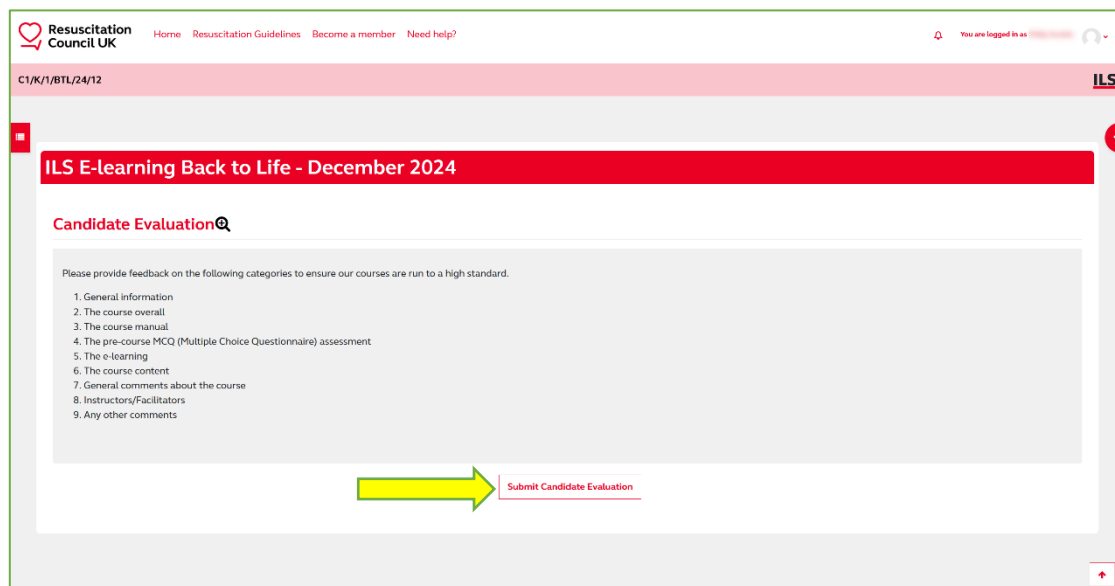 Resuscitation
Council UK
Home Resuscitation Guidelines Become a member Need help?
You are logged in as
C1/K/1/BTL/24/12
ILS
ILS E-learning Back to Life - December 2024
Candidate Evaluation
Please provide feedback on the following categories to ensure our courses are run to a high standard.
1. General information
2. The course overall
3. The course manual
4. The pre-course MCQ (Multiple Choice Questionnaire) assessment
5. The e-learning
6. The course content
7. General comments about the course
8. Instructors/Facilitators
9. Any other comments
Submit Candidate Evaluation